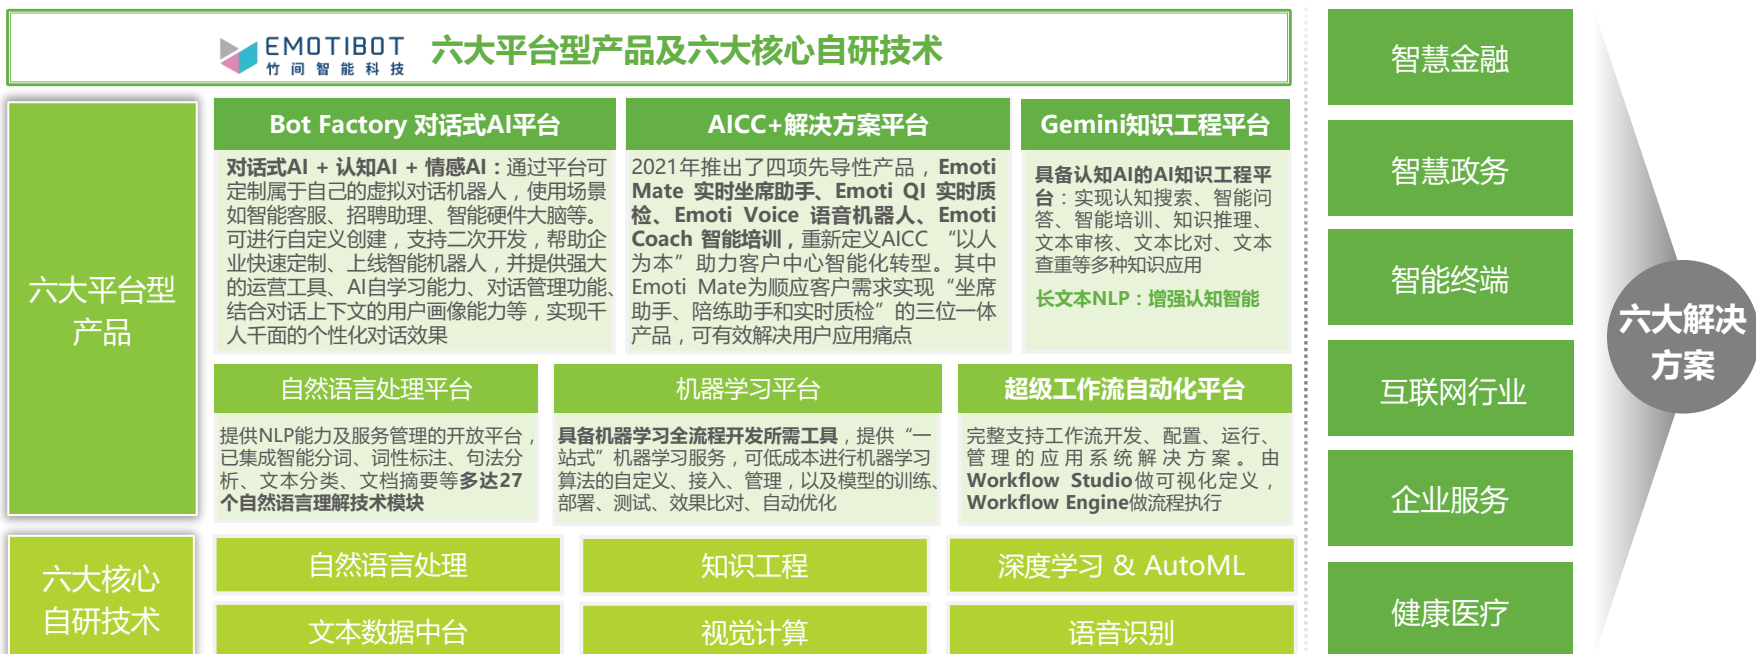 EMOTIBOT
竹间智能科技
六大平台型产品及六大核心自研技术
六大平台型
产品
Bot Factory 对话式AI平台
对话式AI + 认知AI + 情感AI：通过平台可
定制属于自己的虚拟对话机器人，使用场景
如智能客服、招聘助理、智能硬件大脑等。
可进行自定义创建，支持二次开发，帮助企
业快速定制、上线智能机器人，并提供强大
的运营工具、AI自学习能力、对话管理功能、
结合对话上下文的用户画像能力等，实现千
人千面的个性化对话效果
AICC+解决方案平台
2021年推出了四项先导性产品，Emoti
Mate 实时坐席助手、Emoti QI 实时质
检、Emoti Voice 语音机器人、Emoti
Coach 智能培训，重新定义AICC “以人
为本”助力客户中心智能化转型。其中
Emoti Mate为顺应客户需求实现“坐席
助手、陪练助手和实时质检”的三位一体
产品，可有效解决用户应用痛点
Gemini知识工程平台
具备认知AI的AI知识工程平
台：实现认知搜索、智能问
答、智能培训、知识推理、
文本审核、文本比对、文本
查重等多种知识应用
长文本NLP：增强认知智能
自然语言处理平台
提供NLP能力及服务管理的开放平台，
已集成智能分词、词性标注、句法分
析、文本分类、文档摘要等多达27
个自然语言理解技术模块
机器学习平台
具备机器学习全流程开发所需工具，提供“一
站式”机器学习服务，可低成本进行机器学习
算法的自定义、接入、管理，以及模型的训练、
部署、测试、效果比对、自动优化
超级工作流自动化平台
完整支持工作流开发、配置、运行、
管理的应用系统解决方案。由
Workflow Studio做可视化定义，
Workflow Engine做流程执行
六大核心
自研技术
自然语言处理
知识工程
深度学习 & AutoML
文本数据中台
视觉计算
语音识别
智慧金融
智慧政务
智能终端
互联网行业
企业服务
健康医疗
六大解决
方案